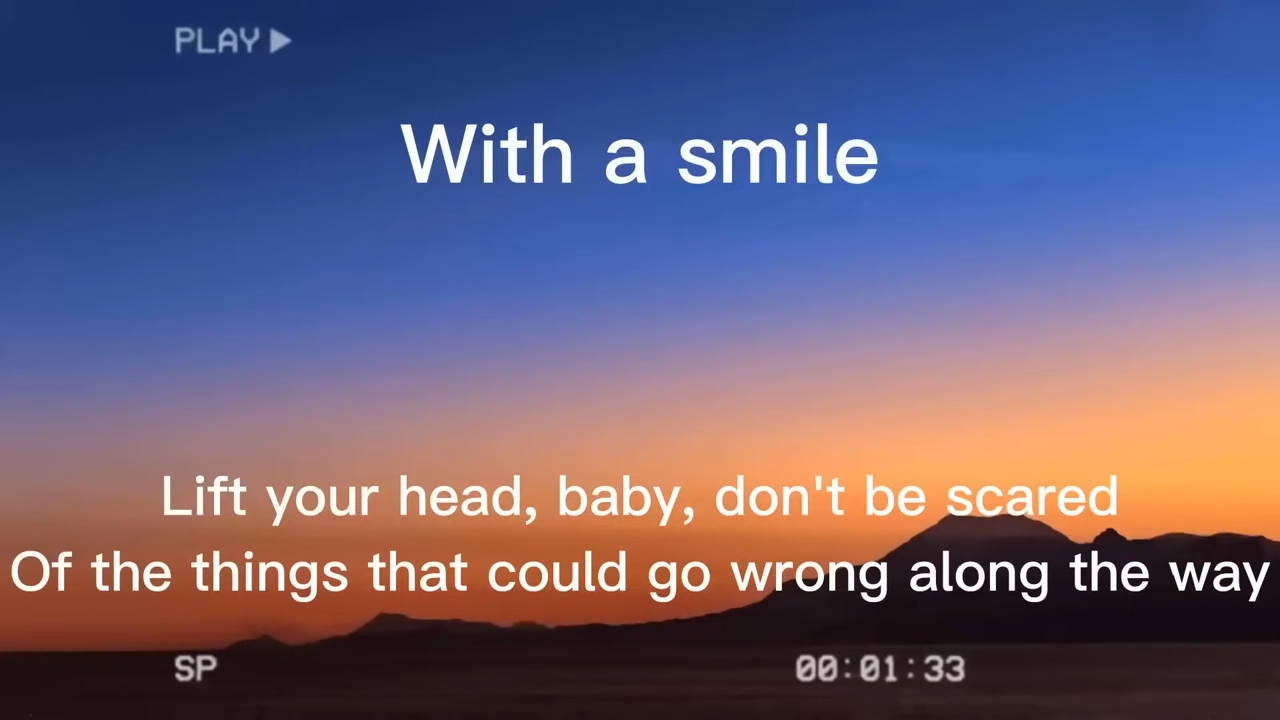 PLAY ▶
With a smile
Lift your head, baby, don't be scared
Of the things that could go wrong along the way
SP
00:01:33